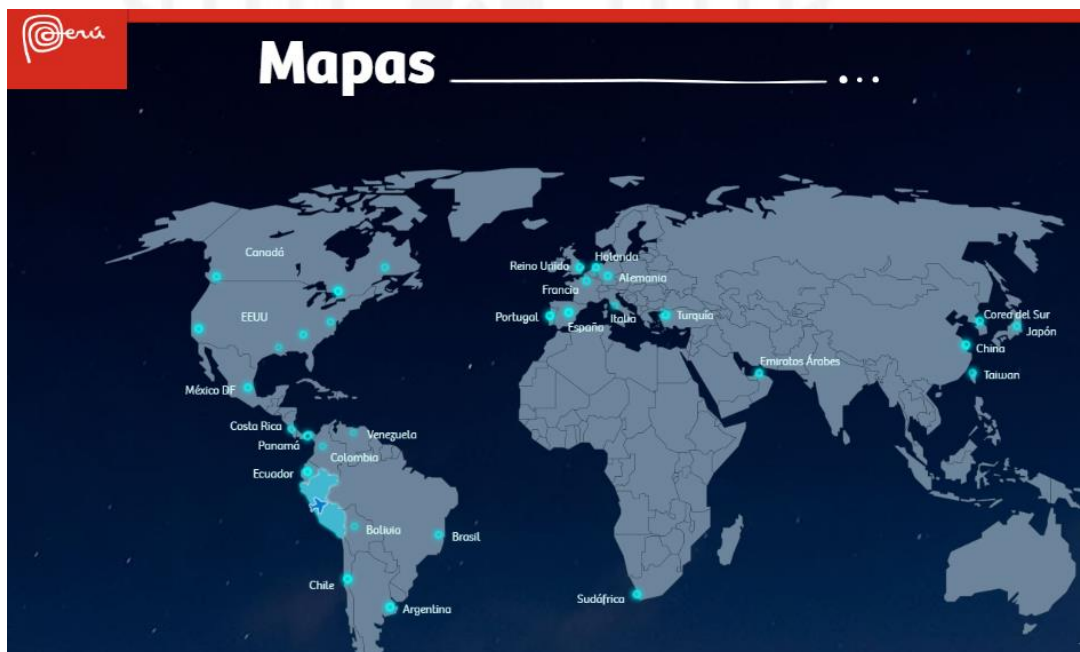 Perú
Mapas
Canadá
EEUU
México DF
Costa Rica
Panamá
Venezuela
Colombia
Ecuador
Bolivia
Brasil
Chile
Argentina
Reino Unido
Holanda
Alemania
Francia
Portugal
España
Italia
Turquía
Emiratos Árabes
Corea del Sur
Japón
China
Taiwan
Sudáfrica